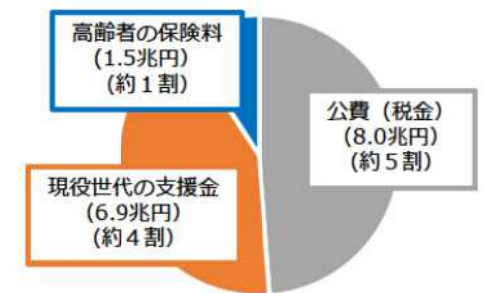 高齢者の保険料
(1.5兆円)
(約１割)
公費（税金）
(8.0兆円)
(約５割)
現役世代の支援金
(6.9兆円)
(約４割)